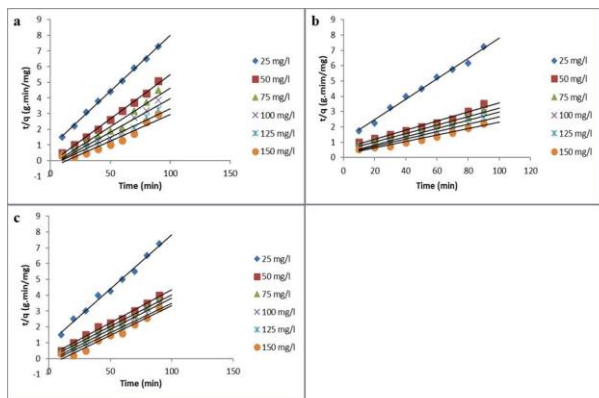 a
t/q (g.min/mg)
9
8
7
6
5
4
3
2
1
0
-1
0
50
100
150
Time (min)
25 mg/l
50 mg/l
75 mg/l
100 mg/l
125 mg/l
150 mg/l
b
t/q (g.min/mg)
9
8
7
6
5
4
3
2
1
0
0
20
40
60
80
100
120
Time (min)
25 mg/l
50 mg/l
75 mg/l
100 mg/l
125 mg/l
150 mg/l
c
t/q (g.min/mg)
9
8
7
6
5
4
3
2
1
0
-1
0
50
100
150
Time (min)
25 mg/l
50 mg/l
75 mg/l
100 mg/l
125 mg/l
150 mg/l